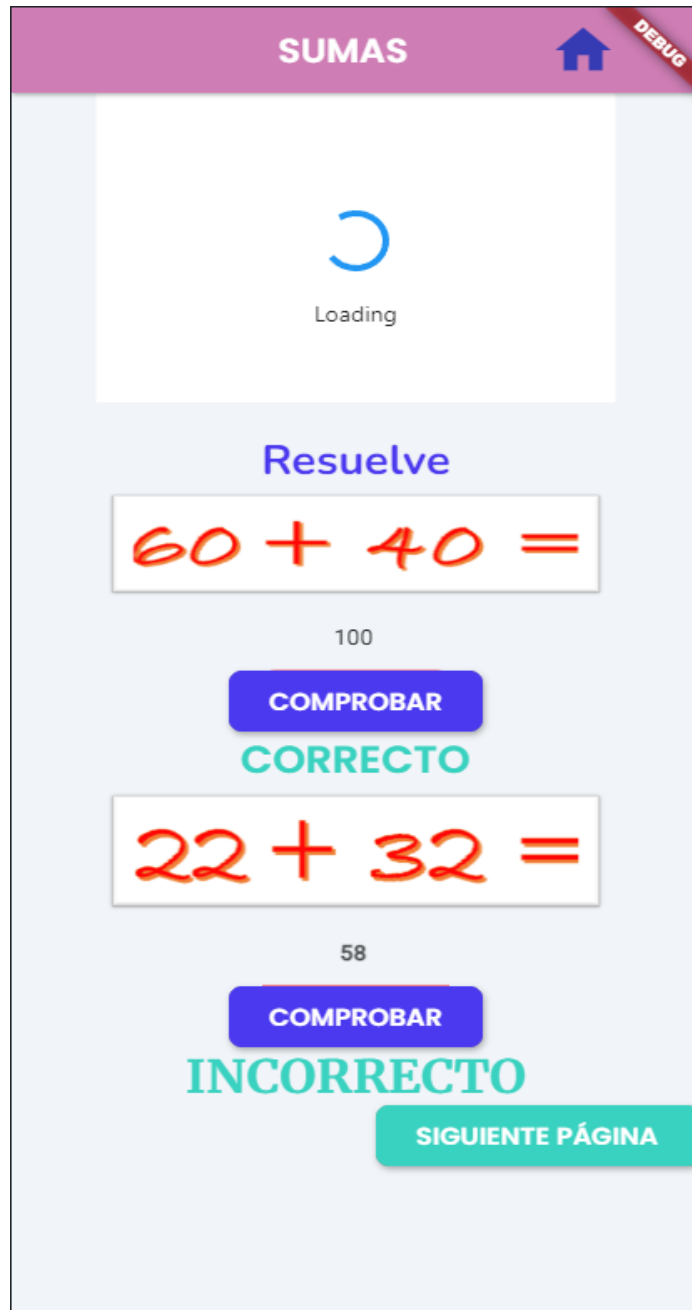 SUMAS
DEBUG
Loading
Resuelve
60 + 40 =
100
COMPROBAR
CORRECTO
22 + 32 =
58
COMPROBAR
INCORRECTO
SIGUIENTE PÁGINA